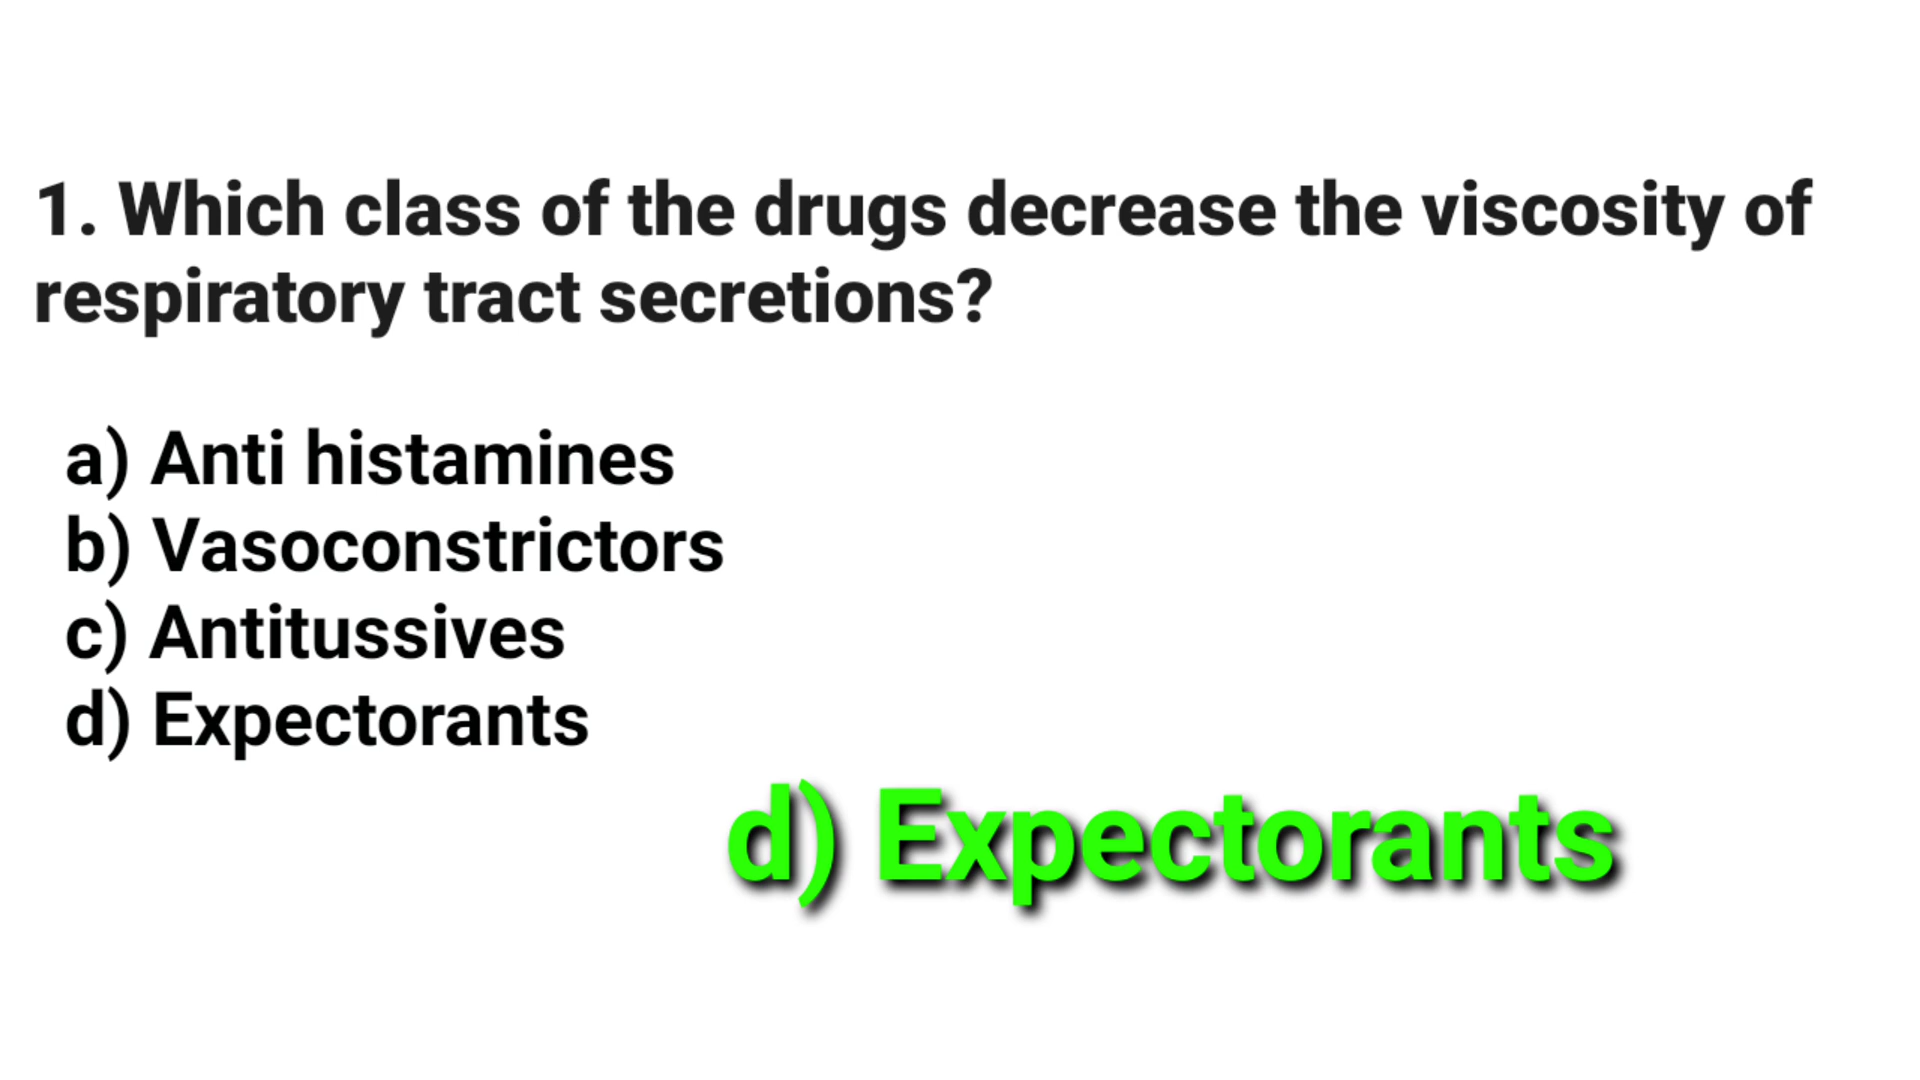 1. Which class of the drugs decrease the viscosity of
respiratory tract secretions?
a) Anti histamines
b) Vasoconstrictors
c) Antitussives
d) Expectorants
d) Expectorants